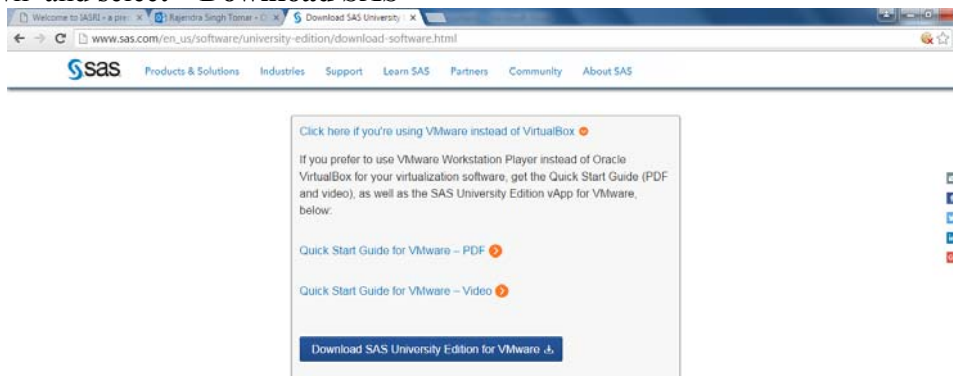 and select – Download SAS
Welcome to IASRI - a pre
Rajendra Singh Tomar -
Download SAS University
www.sas.com/en_us/software/university-edition/download-software.html
sas Products & Solutions Industries Support Learn SAS Partners Community About SAS
Click here if you're using VMware instead of VirtualBox
If you prefer to use VMware Workstation Player instead of Oracle
VirtualBox for your virtualization software, get the Quick Start Guide (PDF
and video), as well as the SAS University Edition vApp for VMware,
below:
Quick Start Guide for VMware – PDF
Quick Start Guide for VMware – Video
Download SAS University Edition for VMware